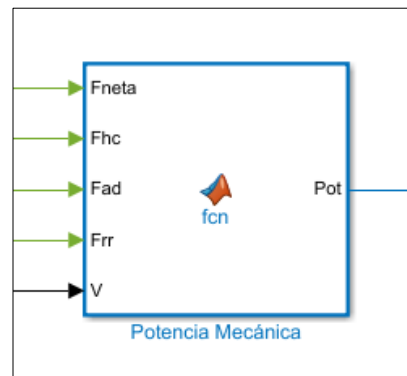 Fneta
Fhc
Fad
Frr
V
fcn
Pot
Potencia Mecánica